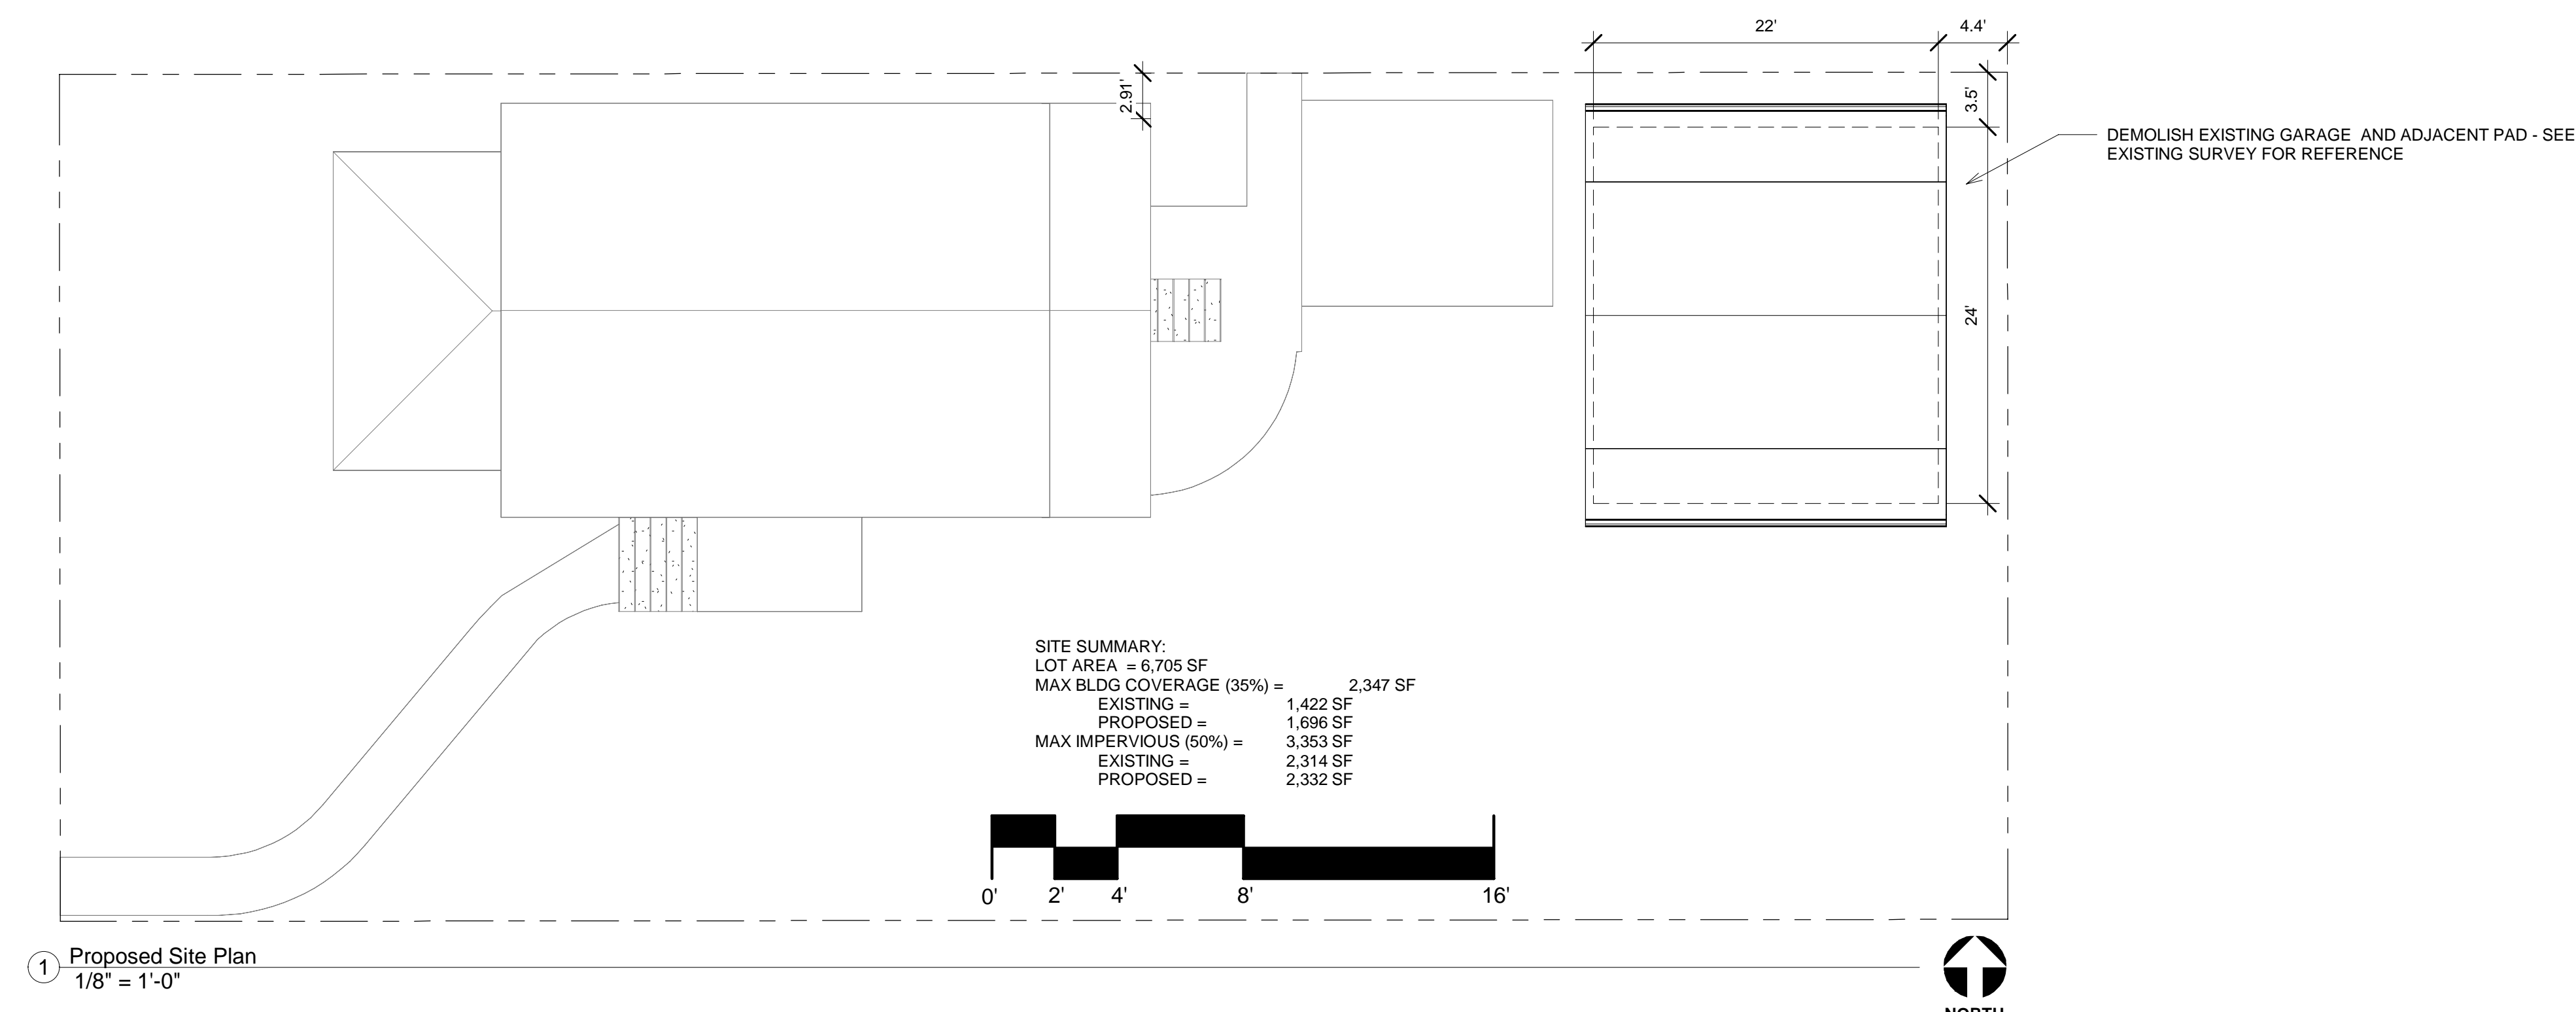 22'
4.4'
2.91'
3.5'
DEMOLISH EXISTING GARAGE AND ADJACENT PAD - SEE
EXISTING SURVEY FOR REFERENCE
24'
SITE SUMMARY:
LOT AREA = 6,705 SF
MAX BLDG COVERAGE (35%) = 2,347 SF
EXISTING = 1,422 SF
PROPOSED = 1,696 SF
MAX IMPERVIOUS (50%) = 3,353 SF
EXISTING = 2,314 SF
PROPOSED = 2,332 SF
0' 2' 4' 8' 16'
1 Proposed Site Plan
1/8" = 1'-0"
NORTH